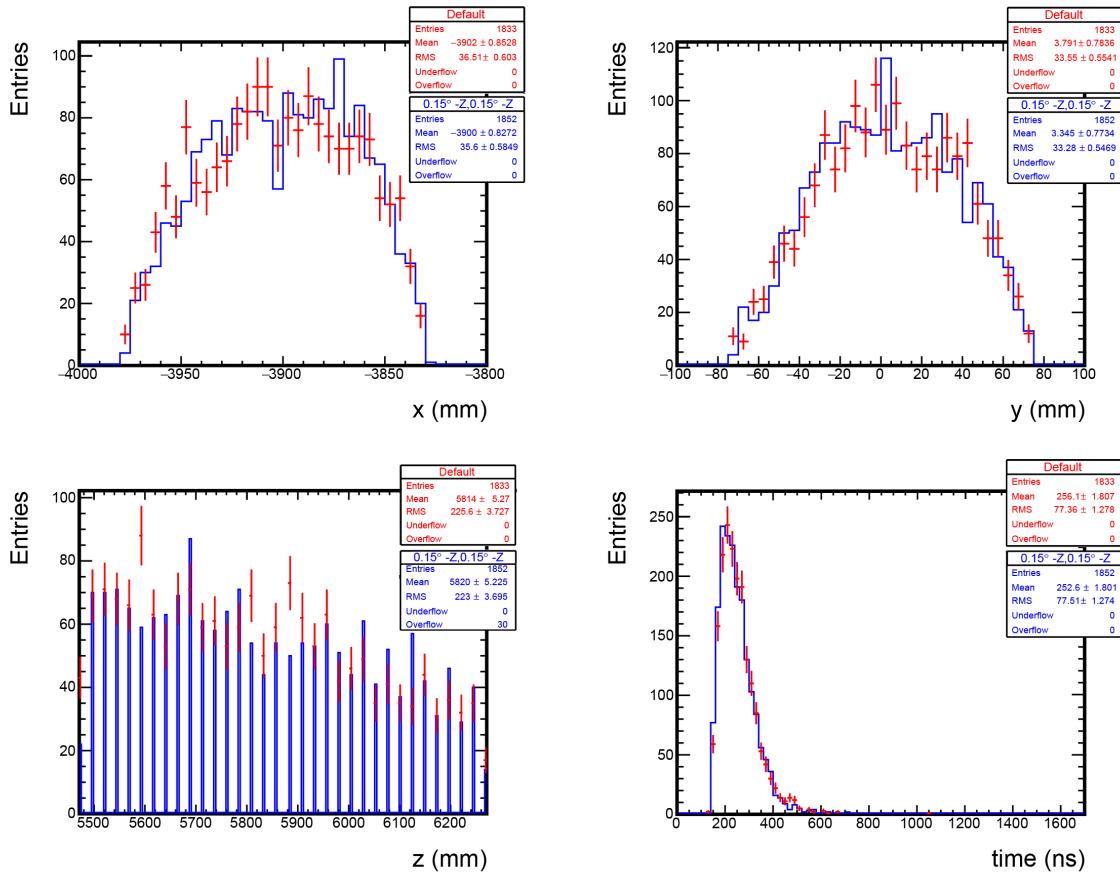 Default
Entries 1833
Mean −3902 ± 0.8528
RMS 36.51± 0.603
Underflow 0
Overflow 0
0.15° -Z,0.15° -Z
Entries 1852
Mean -3900 ± 0.8272
RMS 35.6 ± 0.5849
Underflow 0
Overflow 0
Entries
100
80
60
40
20
0
−4000 −3950 −3900 −3850 −3800
x (mm)
Default
Entries 1833
Mean 3.791 ± 0.7836
RMS 33.55 ± 0.5541
Underflow 0
Overflow 0
0.15° -Z,0.15° -Z
Entries 1852
Mean 3.345 ± 0.7734
RMS 33.28 ± 0.5469
Underflow 0
Overflow 0
Entries
120
100
80
60
40
20
0
−100 −80 −60 −40 −20 0 20 40 60 80 100
y (mm)
Default
Entries 1833
Mean 5814 ± 5.27
RMS 225.6 ± 3.727
Underflow 0
Overflow 0
0.15° -Z,0.15° -Z
Entries 1852
Mean 5820 ± 5.225
RMS 223 ± 3.695
Underflow 0
Overflow 30
Entries
100
80
60
40
20
0
5500 5600 5700 5800 5900 6000 6100 6200
z (mm)
Default
Entries 1833
Mean 256.1± 1.807
RMS 77.36 ± 1.278
Underflow 0
Overflow 0
0.15° -Z,0.15° -Z
Entries 1852
Mean 252.6 ± 1.801
RMS 77.51± 1.274
Underflow 0
Overflow 0
Entries
250
200
150
100
50
0
0 200 400 600 800 1000 1200 1400 1600
time (ns)